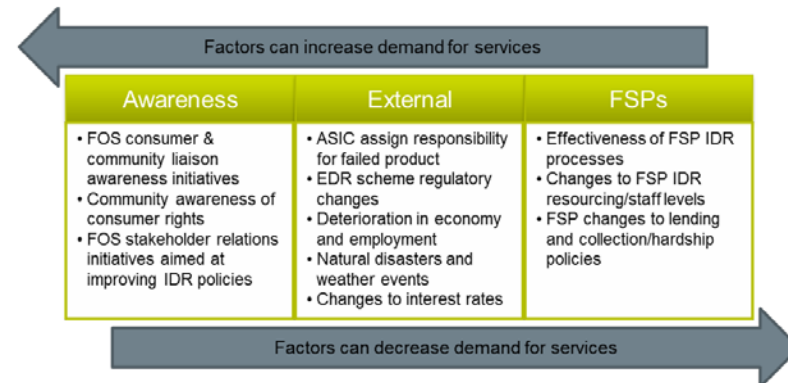 Factors can increase demand for services
Awareness
• FOS consumer &
community liaison
awareness initiatives
• Community awareness of
consumer rights
• FOS stakeholder relations
initiatives aimed at
improving IDR policies
External
• ASIC assign responsibility
for failed product
• EDR scheme regulatory
changes
• Deterioration in economy
and employment
• Natural disasters and
weather events
• Changes to interest rates
FSPs
• Effectiveness of FSP IDR
processes
• Changes to FSP IDR
resourcing/staff levels
• FSP changes to lending
and collection/hardship
policies
Factors can decrease demand for services